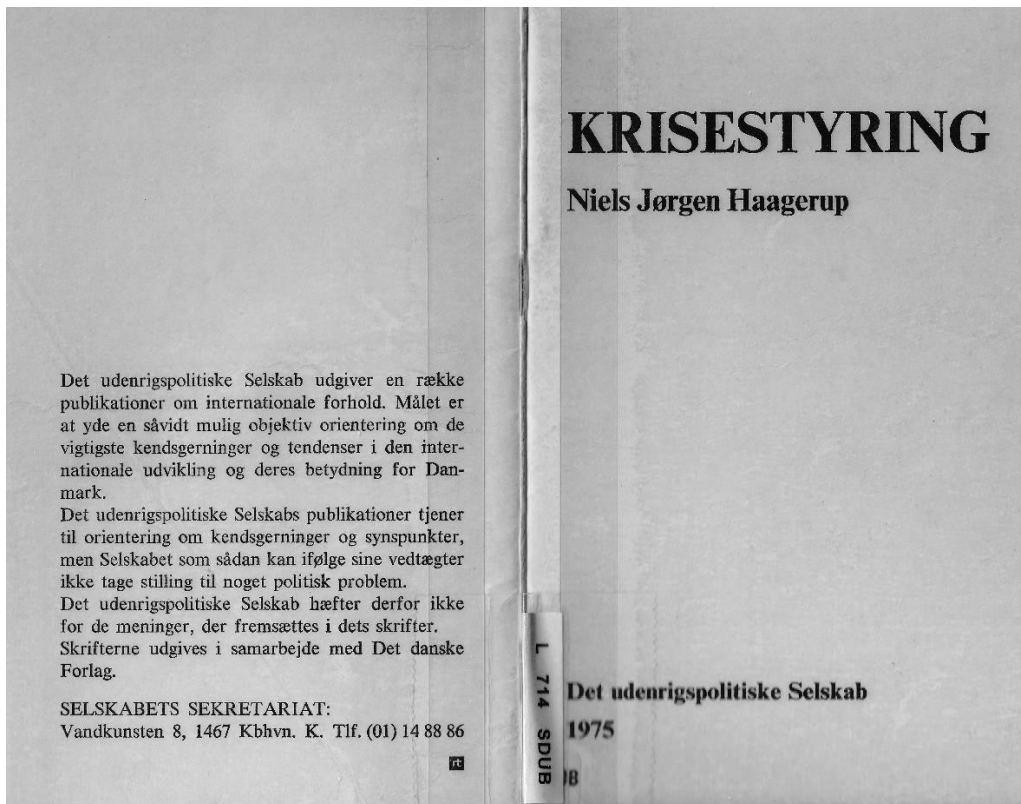 Det udenrigspolitiske Selskab udgiver en række
publikationer om internationale forhold. Målet er
at yde en såvidt mulig objektiv orientering om de
vigtigste kendsgerninger og tendenser i den inter-
nationale udvikling og deres betydning for Dan-
mark.
Det udenrigspolitiske Selskabs publikationer tjener
til orientering om kendsgerninger og synspunkter,
men Selskabet som sådan kan ifølge sine vedtægter
ikke tage stilling til noget politisk problem.
Det udenrigspolitiske Selskab hæfter derfor ikke
for de meninger, der fremsættes i dets skrifter.
Skrifterne udgives i samarbejde med Det danske
Forlag.
SELSKABETS SEKRETARIAT:
Vandkunsten 8, 1467 Kbhvn. K. Tlf. (01) 14 88 86
rt
L 714 SDUB
KRISESTYRING
Niels Jørgen Haagerup
Det udenrigspolitiske Selskab
1975